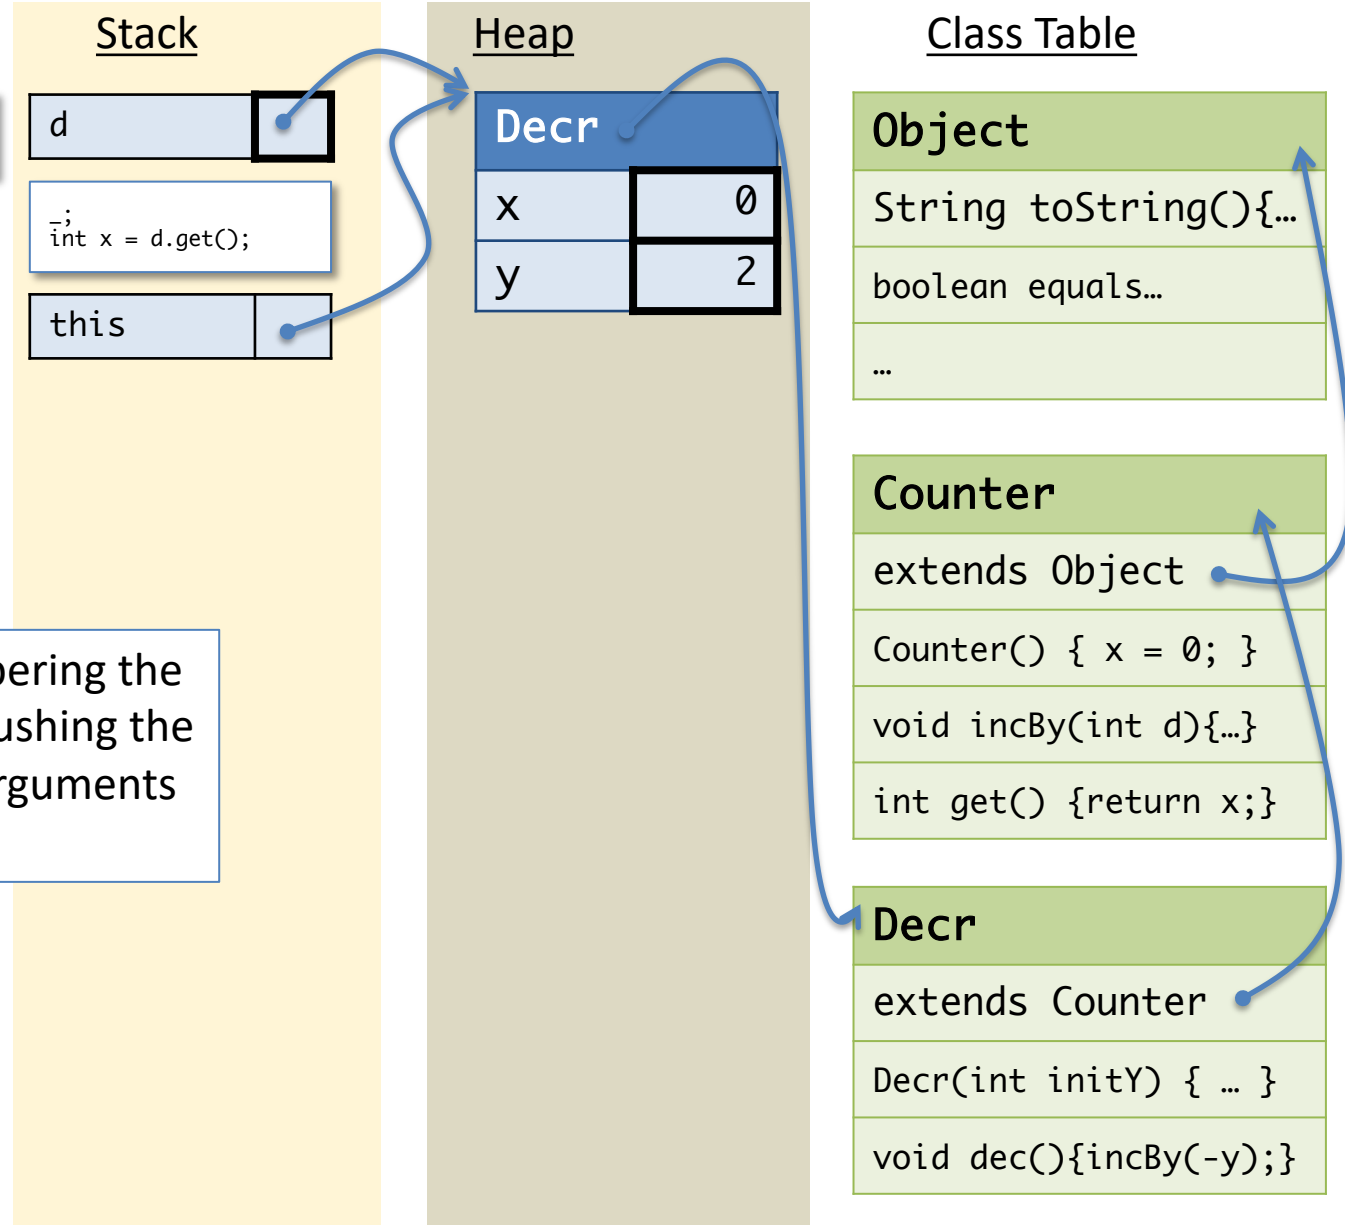 Stack
d
_;
int x = d.get();
this
ering the
ushing the
rguments
Heap
Decr
x 0
y 2
Class Table
Object
String toString(){…
boolean equals…
…
Counter
extends Object
Counter() { x = 0; }
void incBy(int d){…}
int get() {return x;}
Decr
extends Counter
Decr(int initY) { … }
void dec(){incBy(-y);}